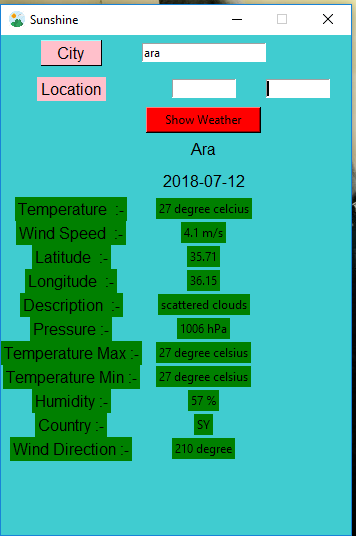 Sunshine
City ara
Location
Show Weather
Ara
2018-07-12
Temperature :- 27 degree celcius
Wind Speed :- 4.1 m/s
Latitude :- 35.71
Longitude :- 36.15
Description :- scattered clouds
Pressure :- 1006 hPa
Temperature Max :- 27 degree celsius
Temperature Min :- 27 degree celsius
Humidity :- 57 %
Country :- SY
Wind Direction :- 210 degree